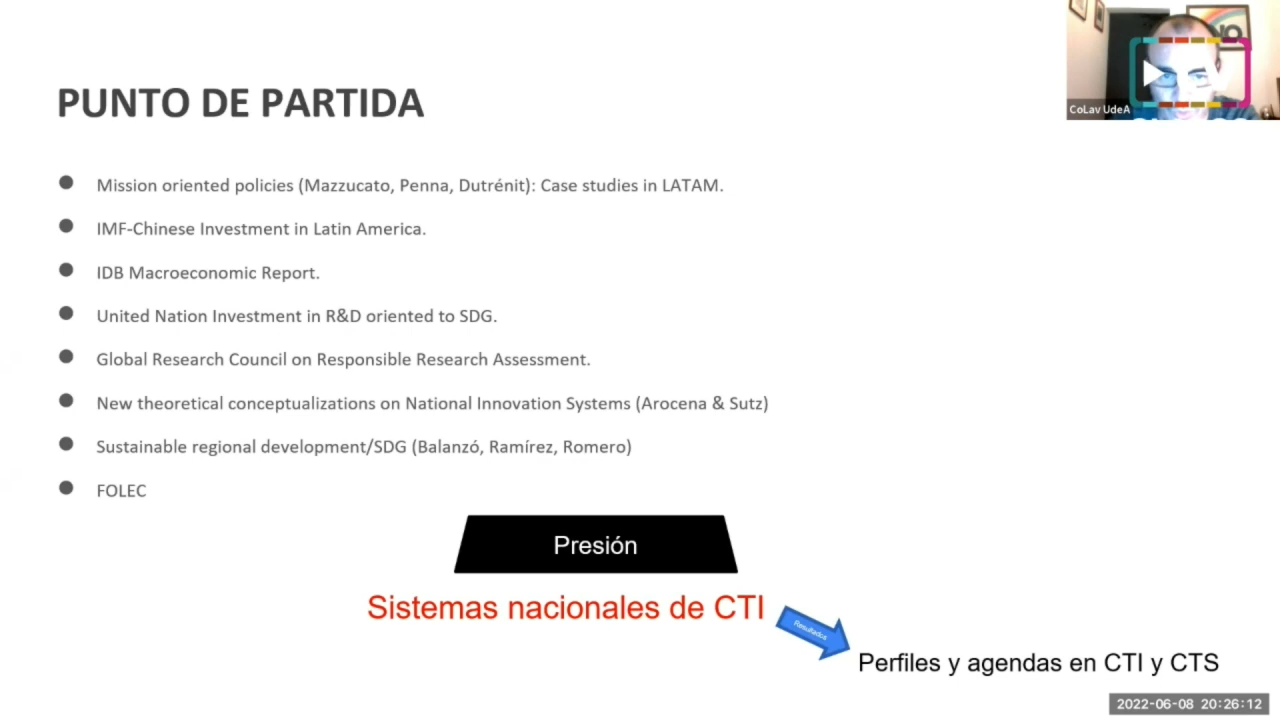 PUNTO DE PARTIDA
CoLav UdeA
Mission oriented policies (Mazzucato, Penna, Dutrénit): Case studies in LATAM.
IMF-Chinese Investment in Latin America.
IDB Macroeconomic Report.
United Nation Investment in R&D oriented to SDG.
Global Research Council on Responsible Research Assessment.
New theoretical conceptualizations on National Innovation Systems (Arocena & Sutz)
Sustainable regional development/SDG (Balanzó, Ramírez, Romero)
FOLEC
Presión
Sistemas nacionales de CTI
Resultados
Perfiles y agendas en CTI y CTS
2022-06-08 20:26:12